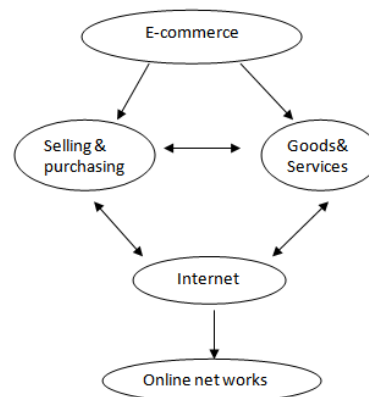 E-commerce
Selling &
purchasing
Goods&
Services
Internet
Online net works